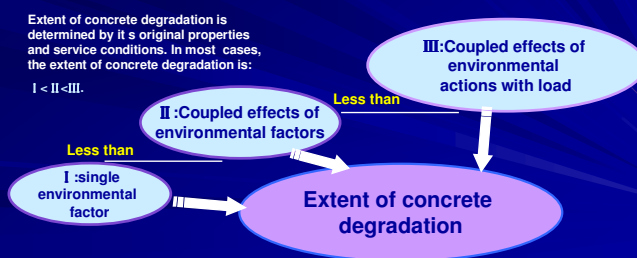 Extent of concrete degradation is
determined by it s original properties
and service conditions. In most cases,
the extent of concrete degradation is:
Ⅰ < Ⅱ <Ⅲ.
Ⅲ:Coupled effects of
environmental
actions with load
Less than
Ⅱ :Coupled effects of
environmental factors
Less than
Ⅰ :single
environmental
factor
Extent of concrete
degradation